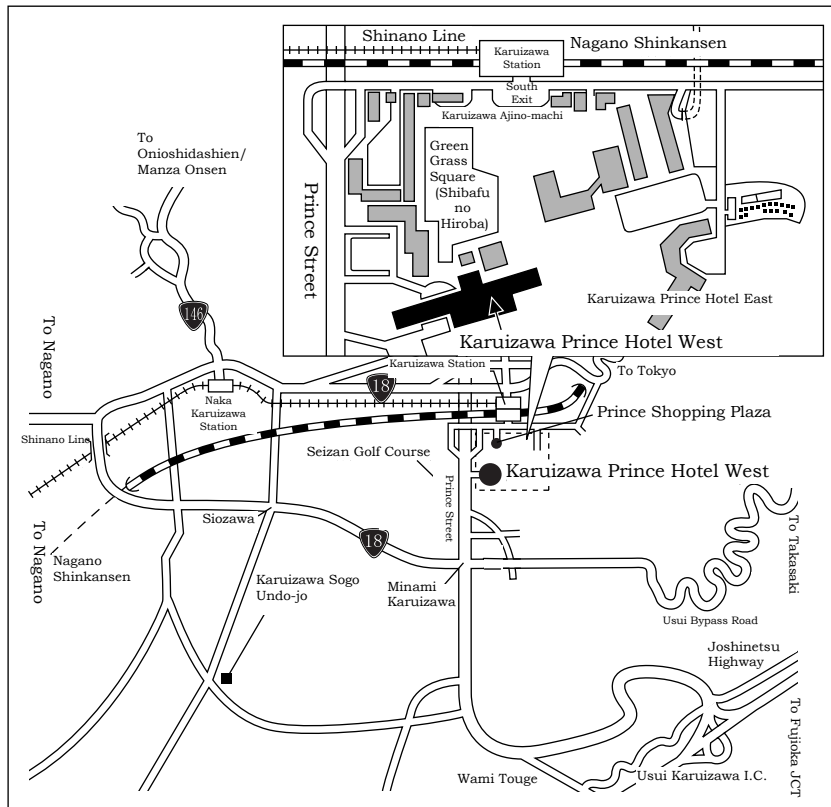 Shinano Line
Nagano Shinkansen
Karuizawa
Station
South
Exit
Karuizawa Ajino-machi
Green
Grass
Square
(Shibafu
no
Hiroba)
Prince Street
Karuizawa Prince Hotel East
Karuizawa Prince Hotel West
To
Onioshidashien/
Manza Onsen
146
To Nagano
Karuizawa Station
To Tokyo
18
Naka
Karuizawa
Station
Prince Shopping Plaza
Shinano Line
Seizan Golf Course
Karuizawa Prince Hotel West
Prince Street
Siozawa
18
To Nagano
Nagano
Shinkansen
Karuizawa Sogo
Undo-jo
Minami
Karuizawa
To Takasaki
Usui Bypass Road
Joshinetsu
Highway
To Fujioka JCT
Wami Touge
Usui Karuizawa I.C.